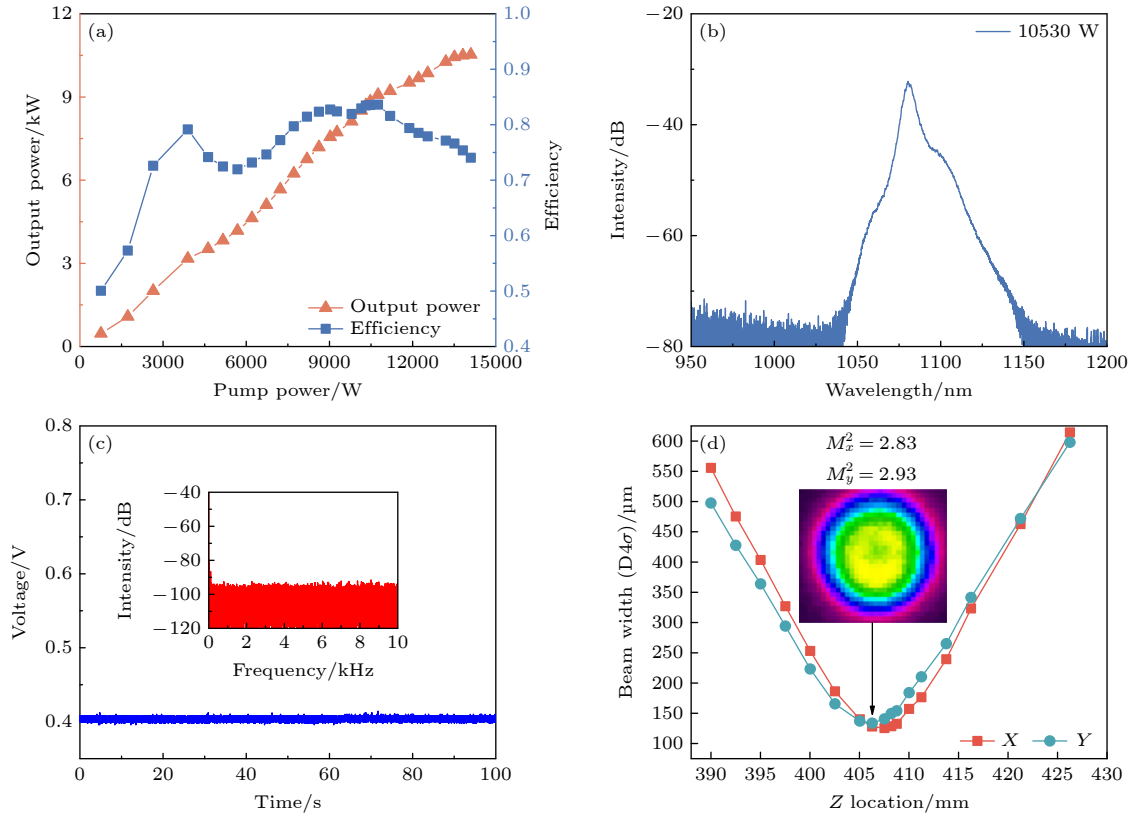 (a)
12
9
6
3
0
Output power/kW
1.0
0.9
0.8
0.7
0.6
0.5
0.4
Efficiency
Output power
Efficiency
0 3000 6000 9000 12000 15000
Pump power/W
(b)
10530 W
−20
−40
−60
−80
Intensity/dB
950 1000 1050 1100 1150 1200
Wavelength/nm
(c)
0.8
0.7
0.6
0.5
0.4
Voltage/V
−40
−60
−80
−100
−120
Intensity/dB
0 2 4 6 8 10
Frequency/kHz
0 20 40 60 80 100
Time/s
(d)
M²ₓ = 2.83
M²ᵧ = 2.93
600
550
500
450
400
350
300
250
200
150
100
Beam width (D4σ)/µm
X Y
390 395 400 405 410 415 420 425 430
Z location/mm